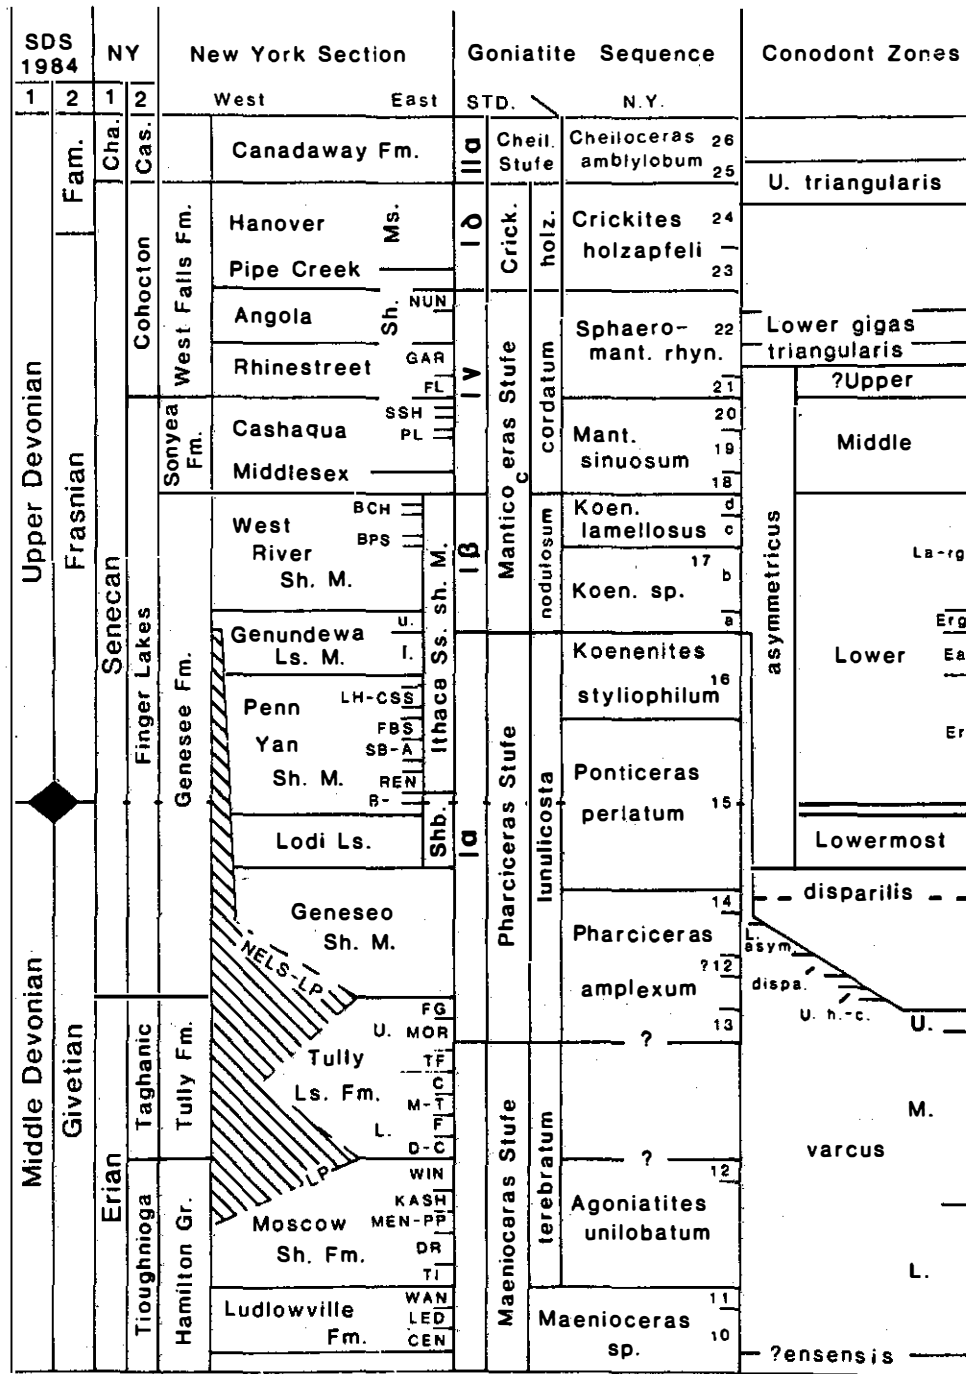 SDS 1984
NY
New York Section
Goniatite Sequence
Conodont Zones
1 2 1 2
West East
STD. N.Y.
Upper Devonian
Middle Devonian
Fam.
Frasnian
Givetian
Cha.
Senecan
Erian
Cas.
Cohocton
Finger Lakes
Taghanic
Tioughnioga
West Falls Fm.
Sonyea Fm.
Genesee Fm.
Tully Fm.
Hamilton Gr.
Canadaway Fm.
Hanover
Ms.
Pipe Creek
Angola
Sh.
NUN
Rhinestreet
GAR
FL
Cashaqua
SSH
PL
Middlesex
West
River
Sh. M.
BCH
BPS
Genundewa
Ls. M.
u.
l.
Penn
Yan
Sh. M.
LH-CSS
FBS
SB-A
REN
B-
Ithaca Ss. sh. M.
Lodi Ls.
Shb.
Geneseo
Sh. M.
NELS-LP
U.
Tully
Ls. Fm.
L.
FG
MOR
TF
C
M-T
F
D-C
LP
Moscow
Sh. Fm.
WIN
KASH
MEN-PP
DR
TI
Ludlowville
Fm.
WAN
LED
CEN
IIa
Iδ
Iγ
Iβ
Ia
Cheil.
Stufe
Crick.
Manticoceras Stufe
Pharciceras Stufe
Maenioceras Stufe
holz.
cordatum
nodulosum
lunulicosta
terebratum
Cheiloceras 26
amblylobum
25
Crickites 24
holzapfeli
23
Sphaero- 22
mant. rhyn.
21
20
Mant. 19
sinuosum
18
Koen. d
lamellosus c
17
Koen. sp. b
a
Koenenites
16
styliophilum
Ponticeras
perlatum 15
14
Pharciceras
?12
amplexum
13
?
?
12
Agoniatites
unilobatum
11
Maenioceras
sp. 10
U. triangularis
Lower gigas
triangularis
?Upper
Middle
asymmetricus
La-rg
Erg
Lower Ea
Er
Lowermost
disparilis
L.
asym.
dispa.
U. h.-c.
U.
M.
varcus
L.
?ensensis